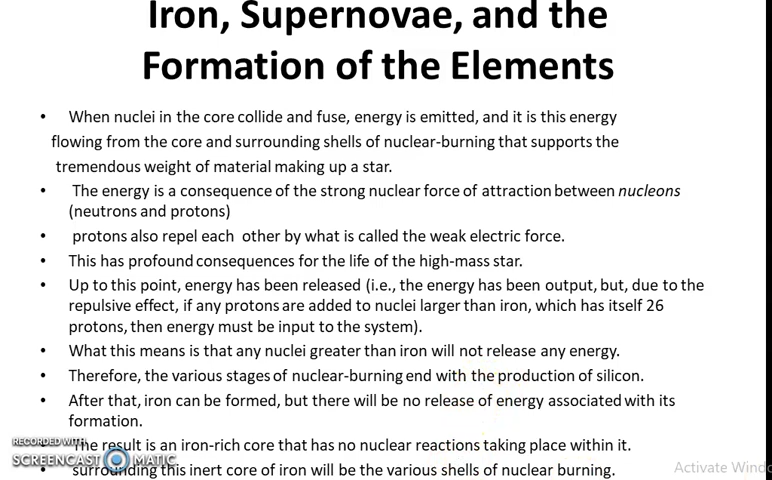 Iron, Supernovae, and the
Formation of the Elements
• When nuclei in the core collide and fuse, energy is emitted, and it is this energy
flowing from the core and surrounding shells of nuclear-burning that supports the
tremendous weight of material making up a star.
• The energy is a consequence of the strong nuclear force of attraction between nucleons
(neutrons and protons)
• protons also repel each other by what is called the weak electric force.
• This has profound consequences for the life of the high-mass star.
• Up to this point, energy has been released (i.e., the energy has been output, but, due to the
repulsive effect, if any protons are added to nuclei larger than iron, which has itself 26
protons, then energy must be input to the system).
• What this means is that any nuclei greater than iron will not release any energy.
• Therefore, the various stages of nuclear-burning end with the production of silicon.
• After that, iron can be formed, but there will be no release of energy associated with its
formation.
• The result is an iron-rich core that has no nuclear reactions taking place within it.
• surrounding this inert core of iron will be the various shells of nuclear burning.
RECORDED WITH
SCREENCAST MATIC
Activate Windo